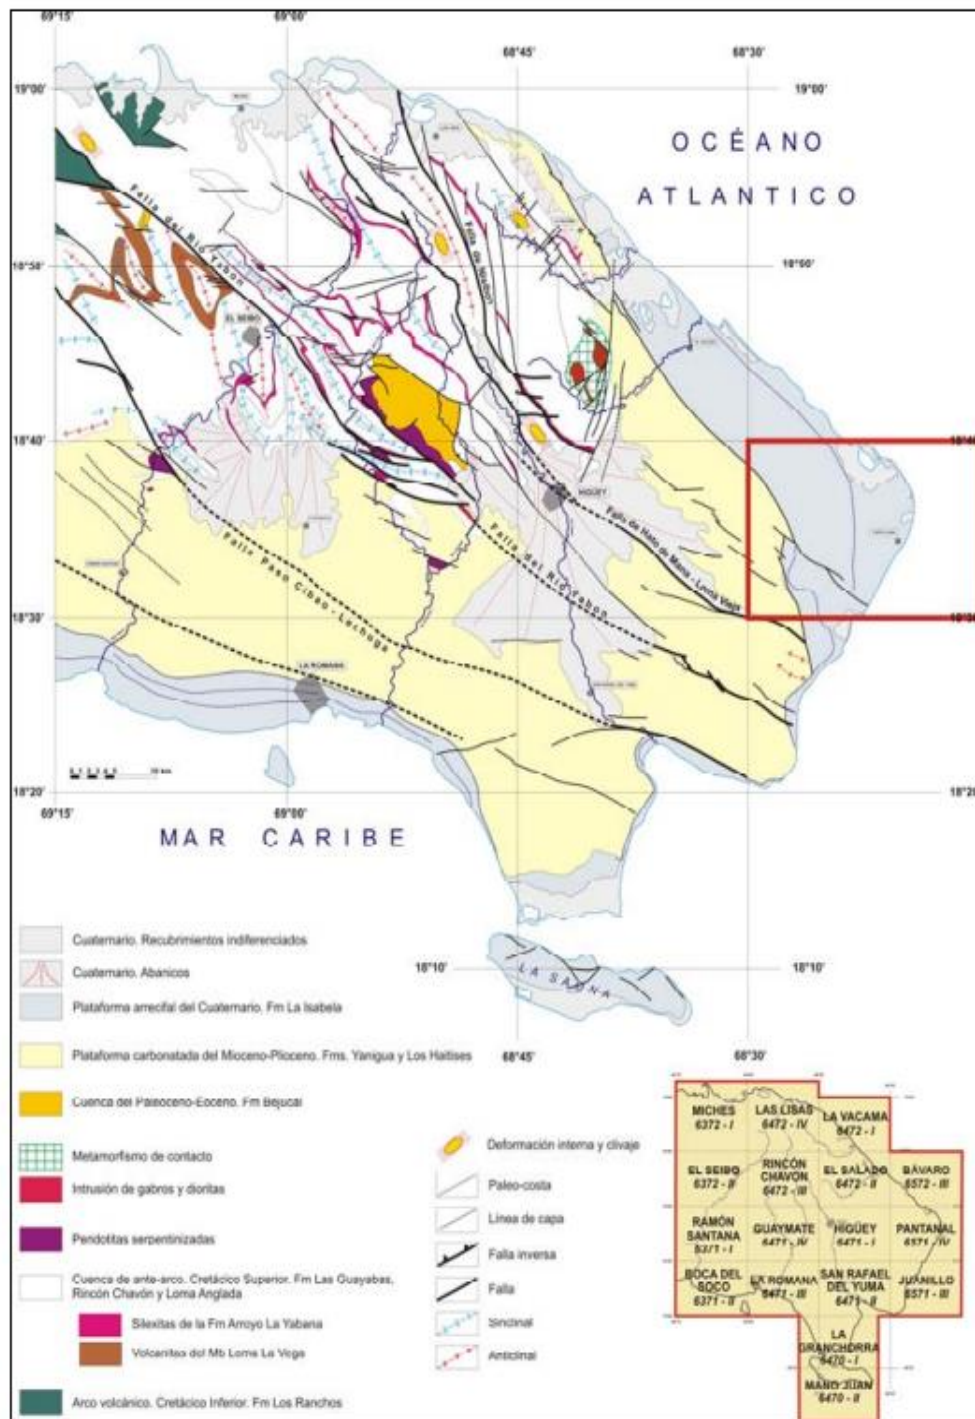 69°15'
69°00'
68°45'
68°30'
19°00'
19°00'
OCÉANO
ATLANTICO
Falla del Río Yabón
18°50'
EL SEIBO
18°40'
HIGÜEY
Falla de Hato de Mana - Loma Vieja
Falla del Río Yabón
Falla Paso Cibao - Lechoga
18°30'
LA ROMANA
0 1 2 3 4 5 10 km
18°20'
69°15'
69°00'
MAR CARIBE
18°10'
LA SAONA
18°10'
68°45'
68°30'
Cuaternario. Recubrimientos indiferenciados
Cuaternario. Abanicos
Plataforma arrecifal del Cuaternario. Fm La Isabela
Plataforma carbonatada del Mioceno-Plioceno. Fms. Yanigua y Los Haitises
Cuenca del Paleoceno-Eoceno. Fm Bejucal
Metamorfismo de contacto
Intrusión de gabros y dioritas
Peridotitas serpentinizadas
Cuenca de ante-arco. Cretácico Superior. Fm Las Guayabas,
Rincón Chavón y Loma Anglada
Silexitas de la Fm Arroyo La Yabana
Volcanitas del Mb Loma La Vega
Arco volcánico. Cretácico Inferior. Fm Los Ranchos
Deformación interna y clivaje
Paleo-costa
Línea de capa
Falla inversa
Falla
Sinclinal
Anticlinal
MICHES
6372 - I
LAS LISAS
6472 - IV
LA VACAMA
6472 - I
EL SEIBO
6372 - II
RINCÓN
CHAVÓN
6472 - III
EL SALADO
6472 - II
BÁVARO
6572 - III
RAMÓN
SANTANA
6371 - I
GUAYMATE
6471 - IV
HIGÜEY
6471 - I
PANTANAL
6571 - IV
BOCA DEL
SOCO
6371 - II
LA ROMANA
6471 - III
SAN RAFAEL
DEL YUMA
6471 - II
JUANILLO
6571 - III
LA
GRANCHORRA
6470 - I
MANO JUAN
6470 - II